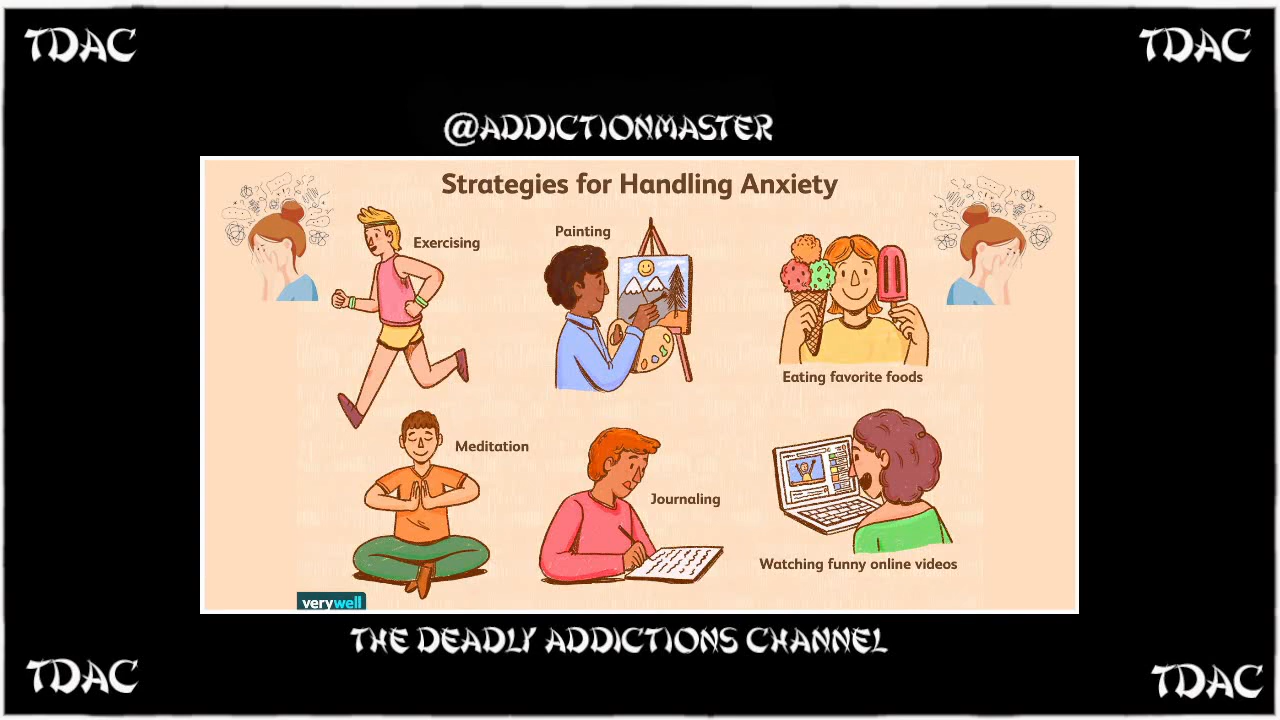 TDAC
TDAC
@ADDICTIONMASTER
Strategies for Handling Anxiety
Exercising
Painting
Eating favorite foods
Meditation
Journaling
Watching funny online videos
verywell
THE DEADLY ADDICTIONS CHANNEL
TDAC
TDAC